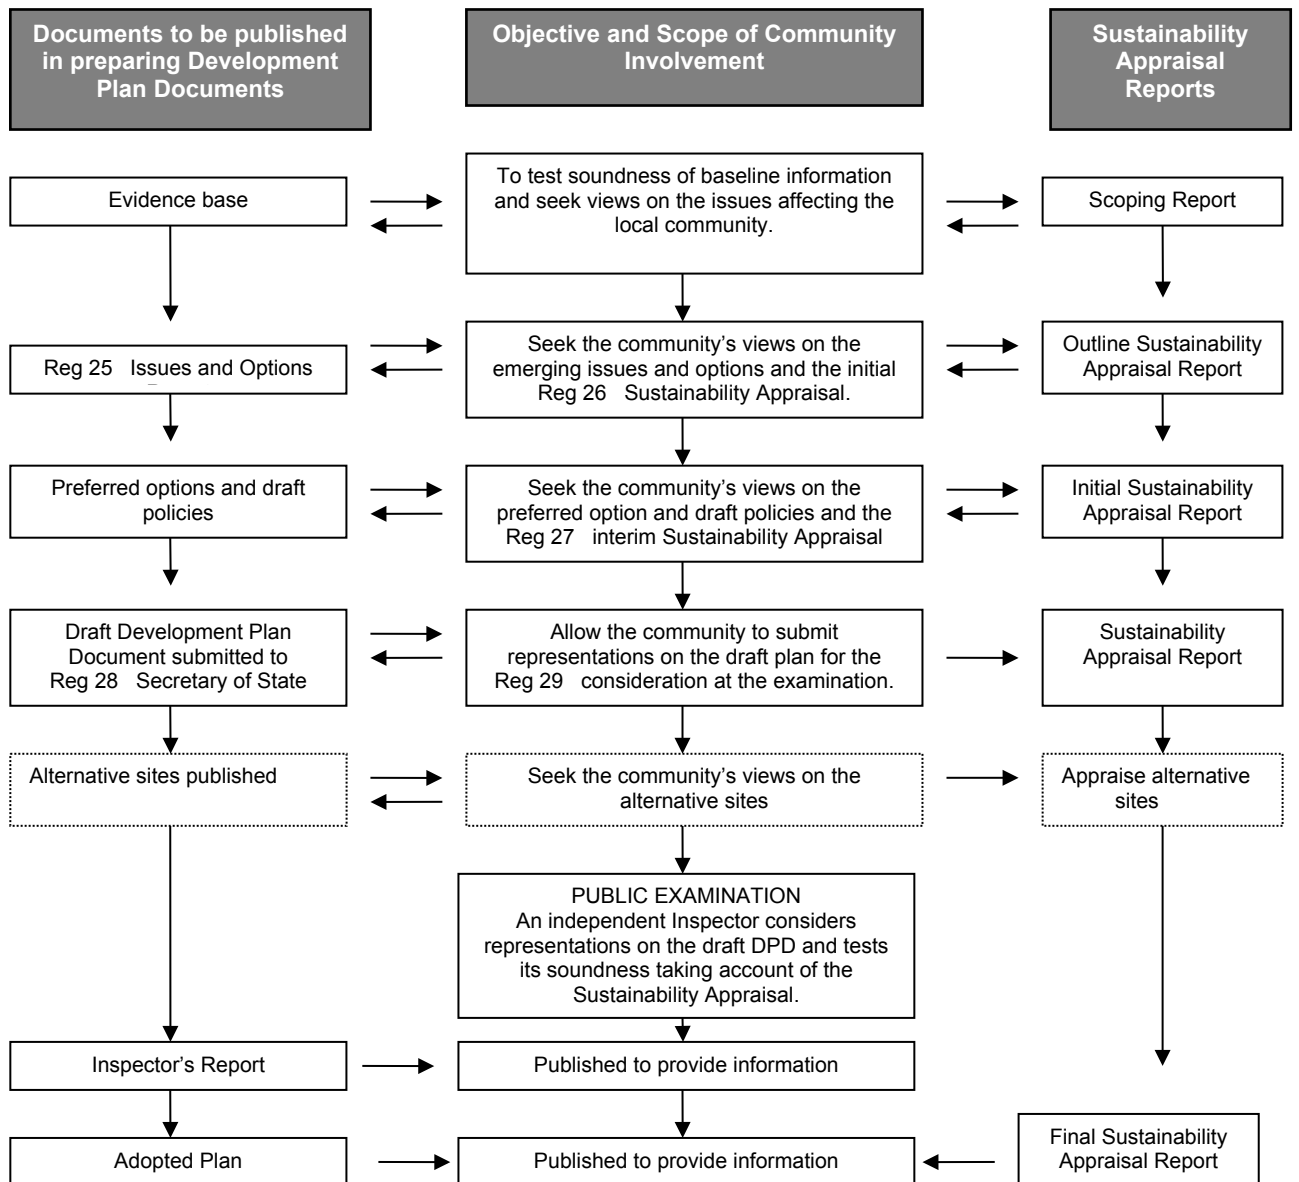 Documents to be published
in preparing Development
Plan Documents
Objective and Scope of Community
Involvement
Sustainability
Appraisal
Reports
Evidence base
To test soundness of baseline information
and seek views on the issues affecting the
local community.
Scoping Report
Reg 25 Issues and Options
Seek the community’s views on the
emerging issues and options and the initial
Reg 26 Sustainability Appraisal.
Outline Sustainability
Appraisal Report
Preferred options and draft
policies
Seek the community’s views on the
preferred option and draft policies and the
Reg 27 interim Sustainability Appraisal
Initial Sustainability
Appraisal Report
Draft Development Plan
Document submitted to
Reg 28 Secretary of State
Allow the community to submit
representations on the draft plan for the
Reg 29 consideration at the examination.
Sustainability
Appraisal Report
Alternative sites published
Seek the community’s views on the
alternative sites
Appraise alternative
sites
PUBLIC EXAMINATION
An independent Inspector considers
representations on the draft DPD and tests
its soundness taking account of the
Sustainability Appraisal.
Inspector’s Report
Published to provide information
Adopted Plan
Published to provide information
Final Sustainability
Appraisal Report